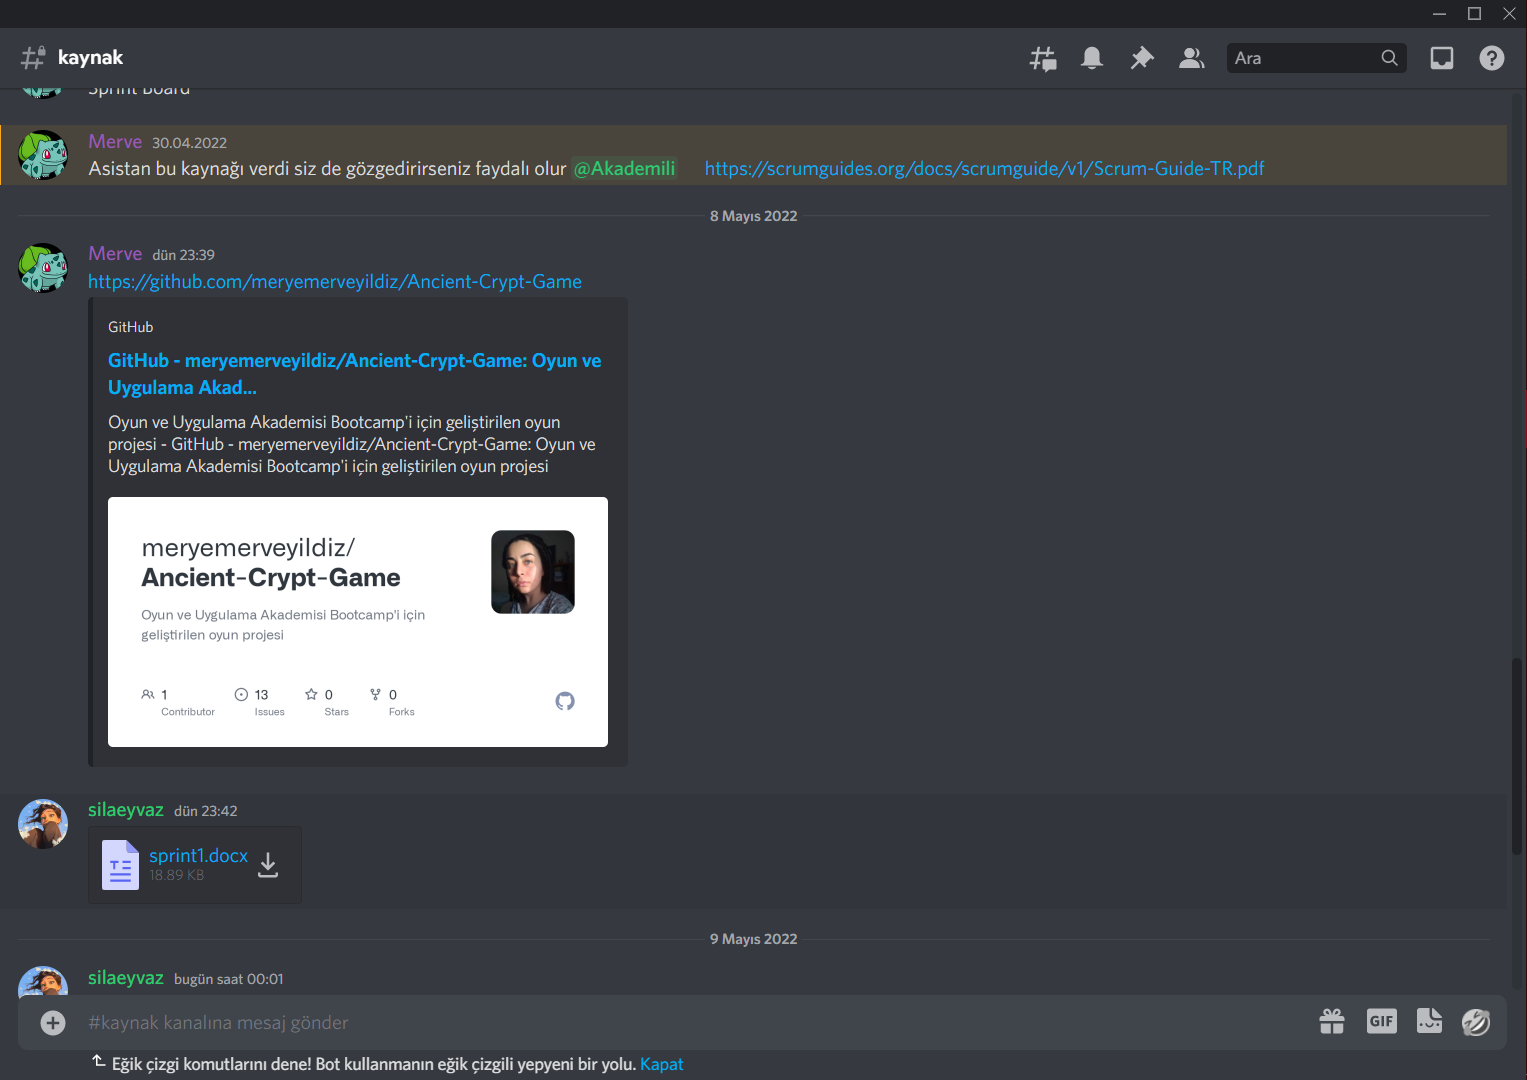 kaynak
Ara
Sprint Board
Merve 30.04.2022
Asistan bu kaynağı verdi siz de gözgedirirseniz faydalı olur @Akademili https://scrumguides.org/docs/scrumguide/v1/Scrum-Guide-TR.pdf
8 Mayıs 2022
Merve dün 23:39
https://github.com/meryemerveyildiz/Ancient-Crypt-Game
GitHub
GitHub - meryemerveyildiz/Ancient-Crypt-Game: Oyun ve
Uygulama Akad...
Oyun ve Uygulama Akademisi Bootcamp'i için geliştirilen oyun
projesi - GitHub - meryemerveyildiz/Ancient-Crypt-Game: Oyun ve
Uygulama Akademisi Bootcamp'i için geliştirilen oyun projesi
meryemerveyildiz/
Ancient-Crypt-Game
Oyun ve Uygulama Akademisi Bootcamp'i için
geliştirilen oyun projesi
1 13 0 0
Contributor Issues Stars Forks
silaeyvaz dün 23:42
sprint1.docx
18.89 KB
9 Mayıs 2022
silaeyvaz bugün saat 00:01
#kaynak kanalına mesaj gönder
GIF
Eğik çizgi komutlarını dene! Bot kullanmanın eğik çizgili yepyeni bir yolu. Kapat